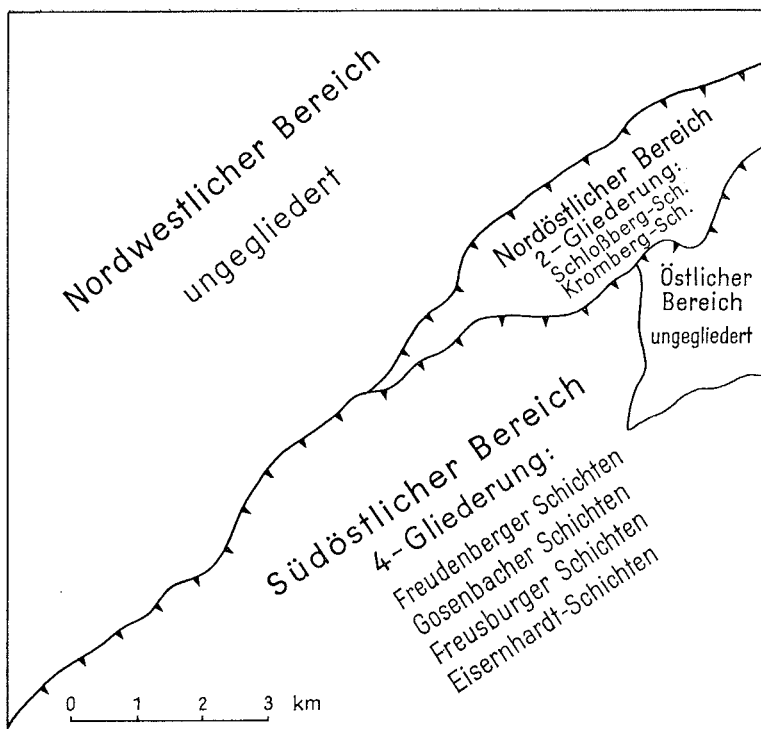 Nordwestlicher Bereich
ungegliedert
Nordöstlicher Bereich
2-Gliederung:
Schloßberg-Sch.
Kromberg-Sch.
Östlicher
Bereich
ungegliedert
Südöstlicher Bereich
4-Gliederung:
Freudenberger Schichten
Gosenbacher Schichten
Freusburger Schichten
Eisernhardt-Schichten
0 1 2 3 km